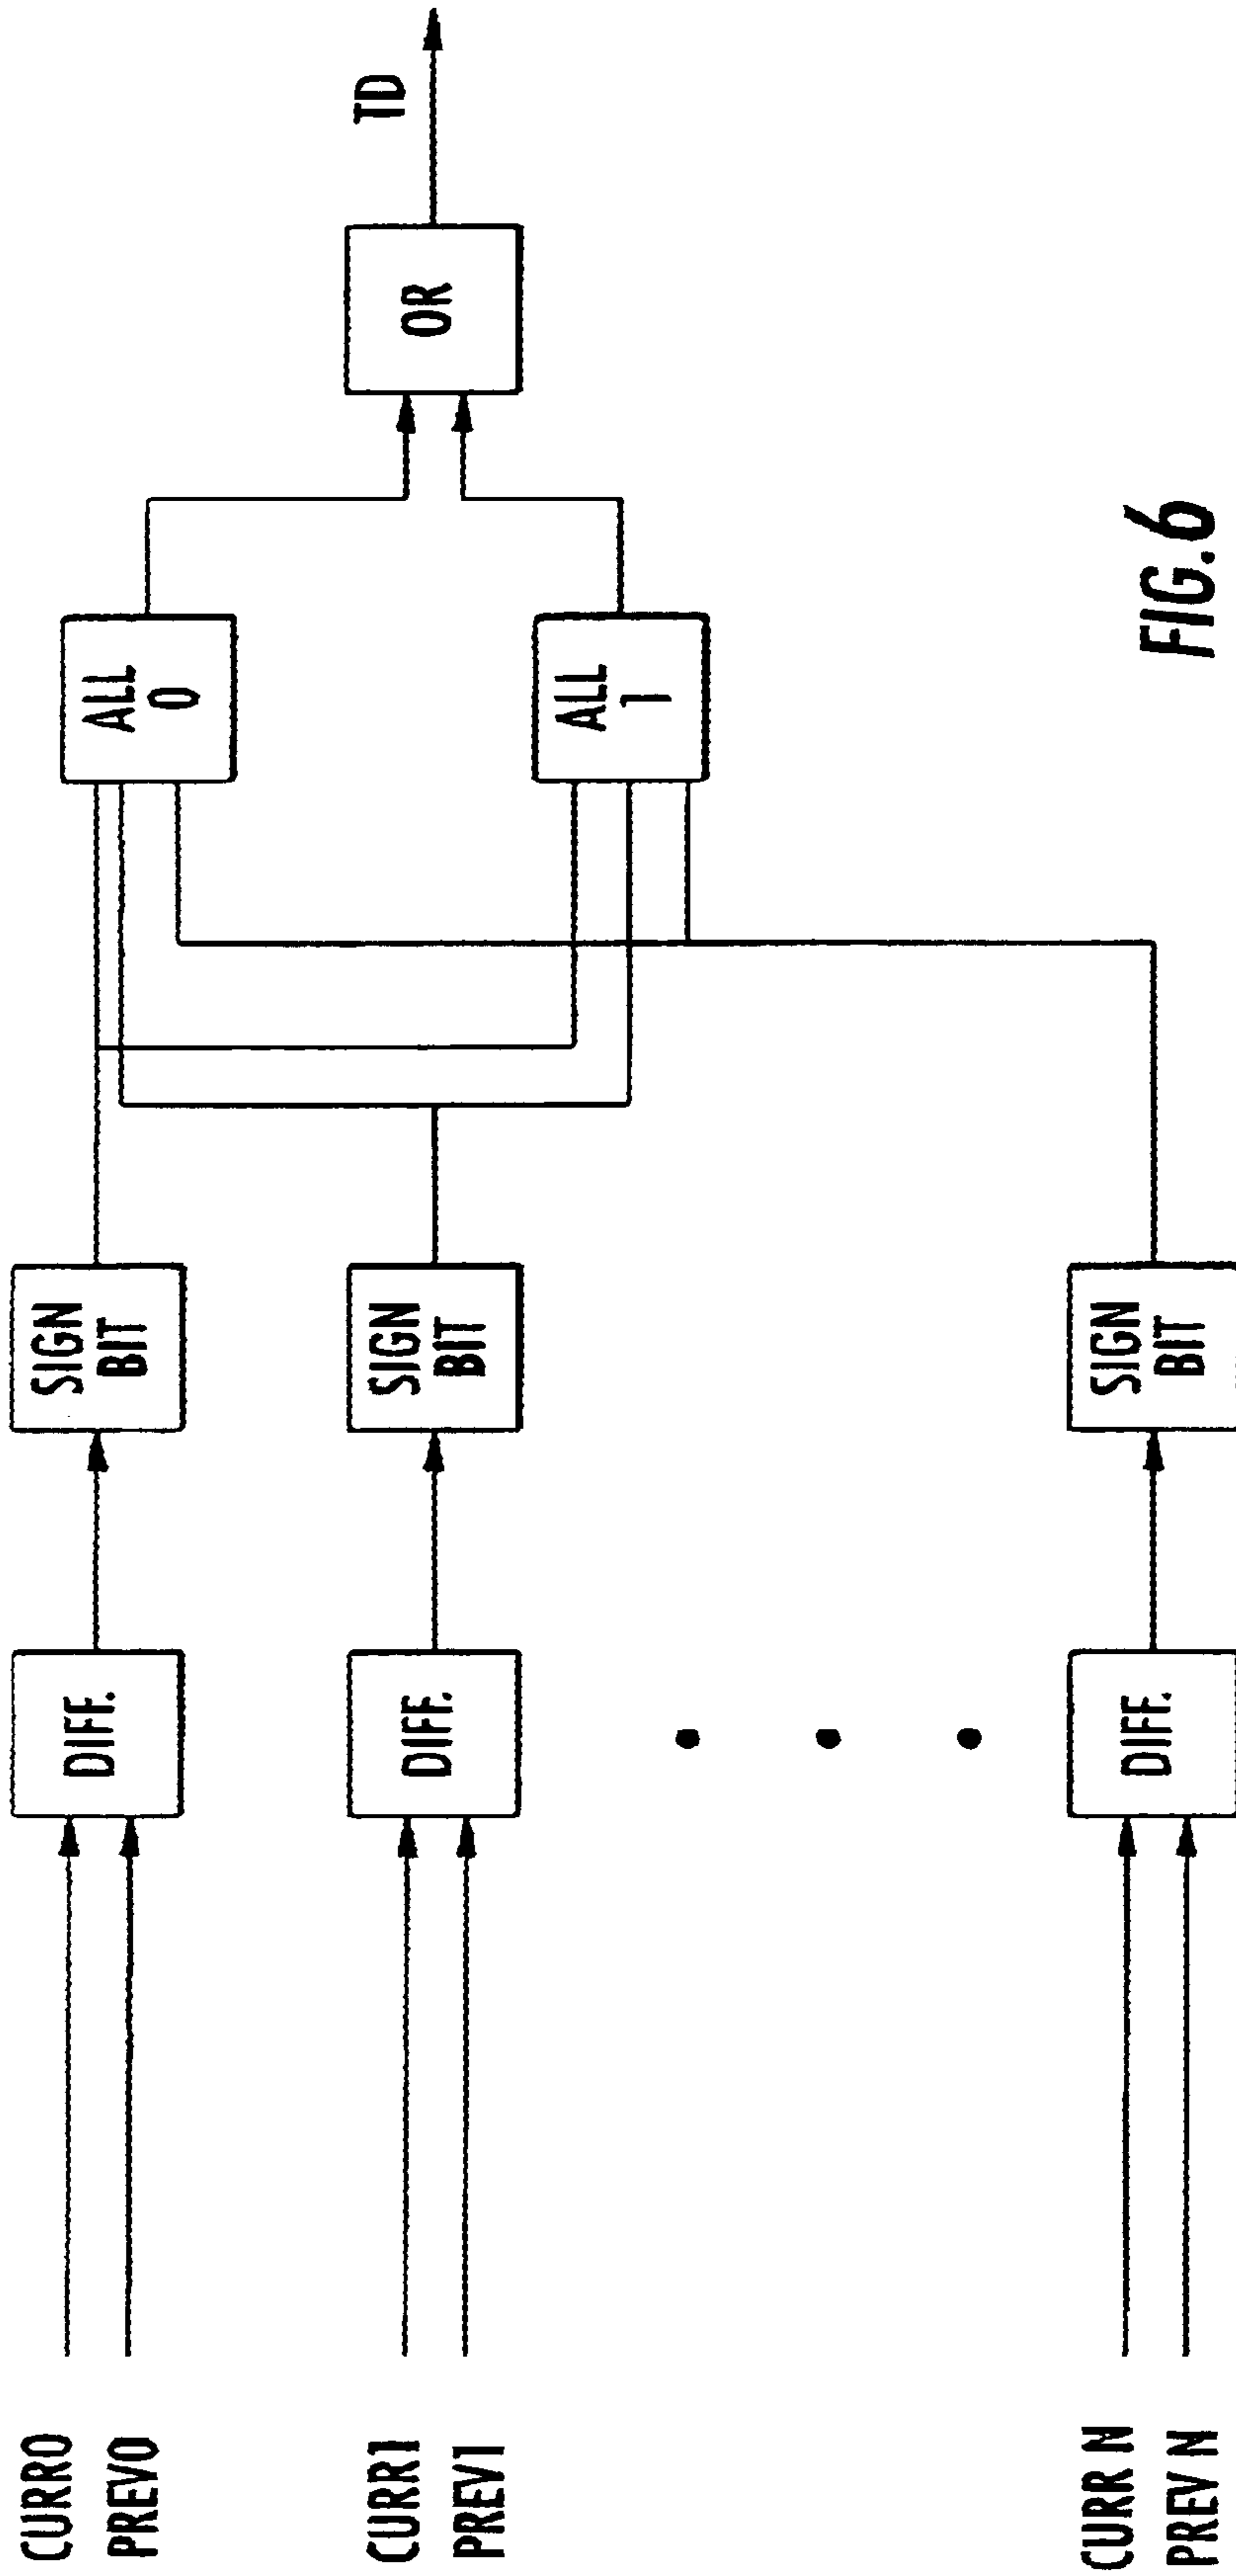 CURR0
PREV0
DIFF.
SIGN
BIT
ALL
0
OR
TD
CURR1
PREV1
DIFF.
SIGN
BIT
ALL
1
CURR N
PREV N
DIFF.
SIGN
BIT
FIG.6